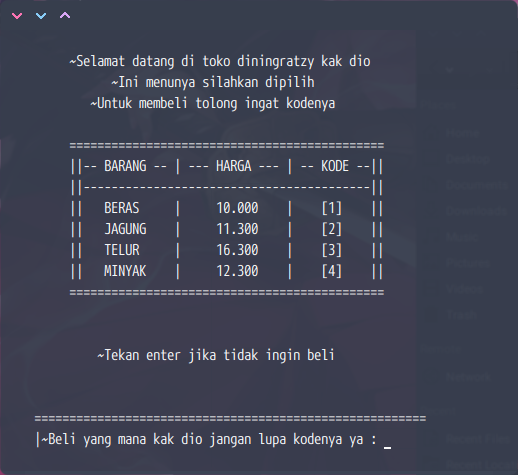 ~Selamat datang di toko diningratzy kak dio
~Ini menunya silahkan dipilih
~Untuk membeli tolong ingat kodenya
=============================================
||-- BARANG -- | --- HARGA --- | -- KODE --||
||-----------------------------------------||
|| BERAS | 10.000 | [1] ||
|| JAGUNG | 11.300 | [2] ||
|| TELUR | 16.300 | [3] ||
|| MINYAK | 12.300 | [4] ||
=============================================
~Tekan enter jika tidak ingin beli
========================================================
|~Beli yang mana kak dio jangan lupa kodenya ya : _